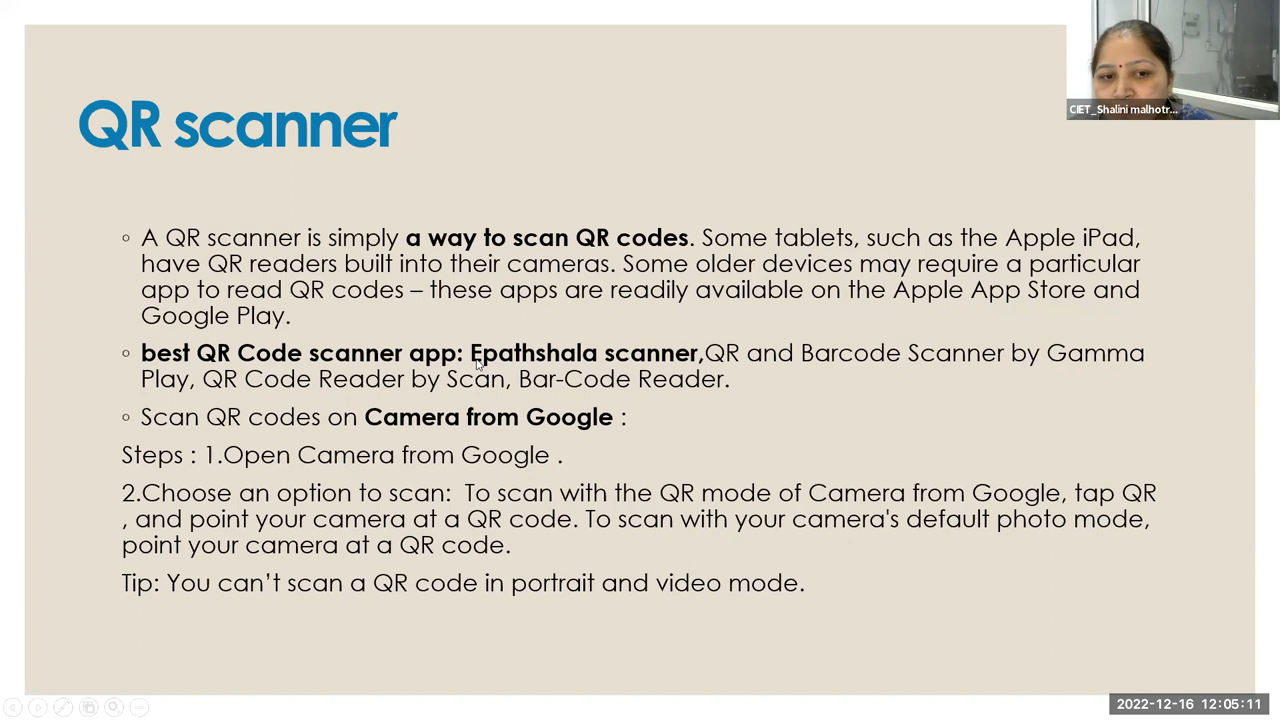 QR scanner
CIET_Shalini malhotr...
◦ A QR scanner is simply a way to scan QR codes. Some tablets, such as the Apple iPad,
have QR readers built into their cameras. Some older devices may require a particular
app to read QR codes – these apps are readily available on the Apple App Store and
Google Play.
◦ best QR Code scanner app: Epathshala scanner,QR and Barcode Scanner by Gamma
Play, QR Code Reader by Scan, Bar-Code Reader.
◦ Scan QR codes on Camera from Google :
Steps : 1.Open Camera from Google .
2.Choose an option to scan:  To scan with the QR mode of Camera from Google, tap QR
, and point your camera at a QR code. To scan with your camera's default photo mode,
point your camera at a QR code.
Tip: You can’t scan a QR code in portrait and video mode.
2022-12-16 12:05:11